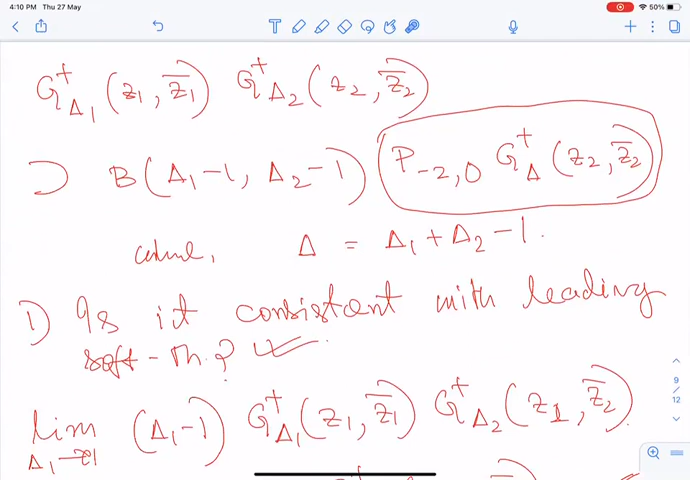 4:10 PM Thu 27 May
50%
G⁺_Δ₁ (z₁, z̄₁) G⁺_Δ₂ (z₂, z̄₂)
⊃ B(Δ₁-1, Δ₂-1) P_{-2,0} G⁺_Δ (z₂, z̄₂)
where, Δ = Δ₁ + Δ₂ - 1.
1) Is it consistent with leading
soft-Th.? ✓
lim_{Δ₁→1} (Δ₁-1) G⁺_Δ₁ (z₁, z̄₁) G⁺_Δ₂ (z₂, z̄₂)
9
/
12